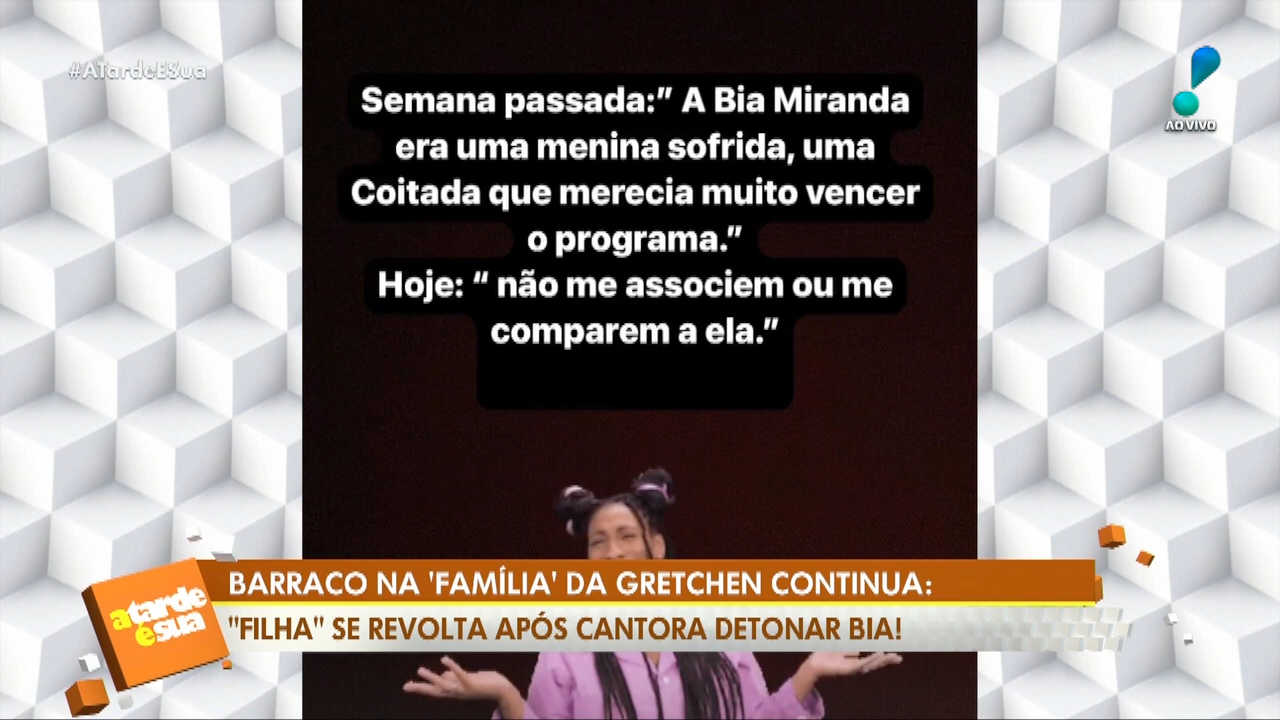 #ATardeESua
AO VIVO
Semana passada:” A Bia Miranda
era uma menina sofrida, uma
Coitada que merecia muito vencer
o programa.”
Hoje: “ não me associem ou me
comparem a ela.”
BARRACO NA 'FAMÍLIA' DA GRETCHEN CONTINUA:
"FILHA" SE REVOLTA APÓS CANTORA DETONAR BIA!
a tarde
é sua